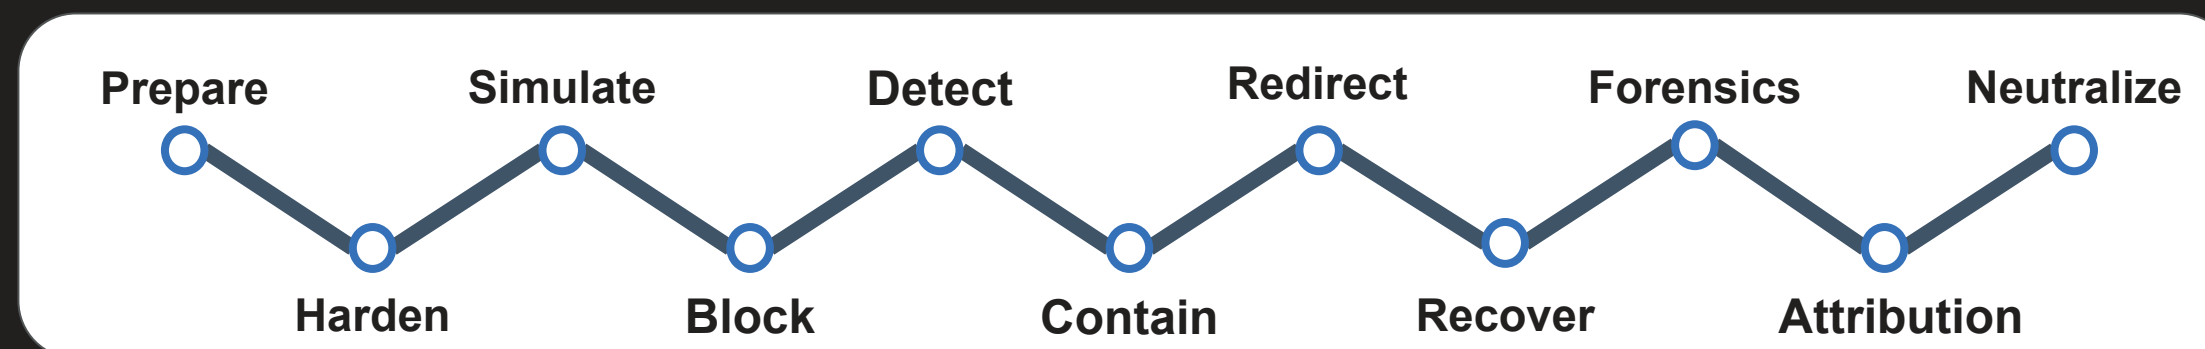 Prepare
Simulate
Detect
Redirect
Forensics
Neutralize
Harden
Block
Contain
Recover
Attribution